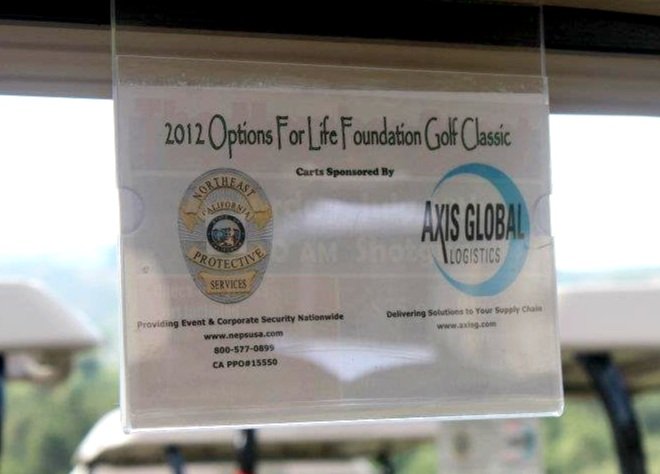 2012 Options For Life Foundation Golf Classic
Carts Sponsored By
NORTHEAST
CALIFORNIA
PROTECTIVE
SERVICES
Providing Event & Corporate Security Nationwide
www.nepsusa.com
800-577-0899
CA PPO#15550
AXIS GLOBAL
LOGISTICS
Delivering Solutions to Your Supply Chain
www.axisg.com
AM Shot